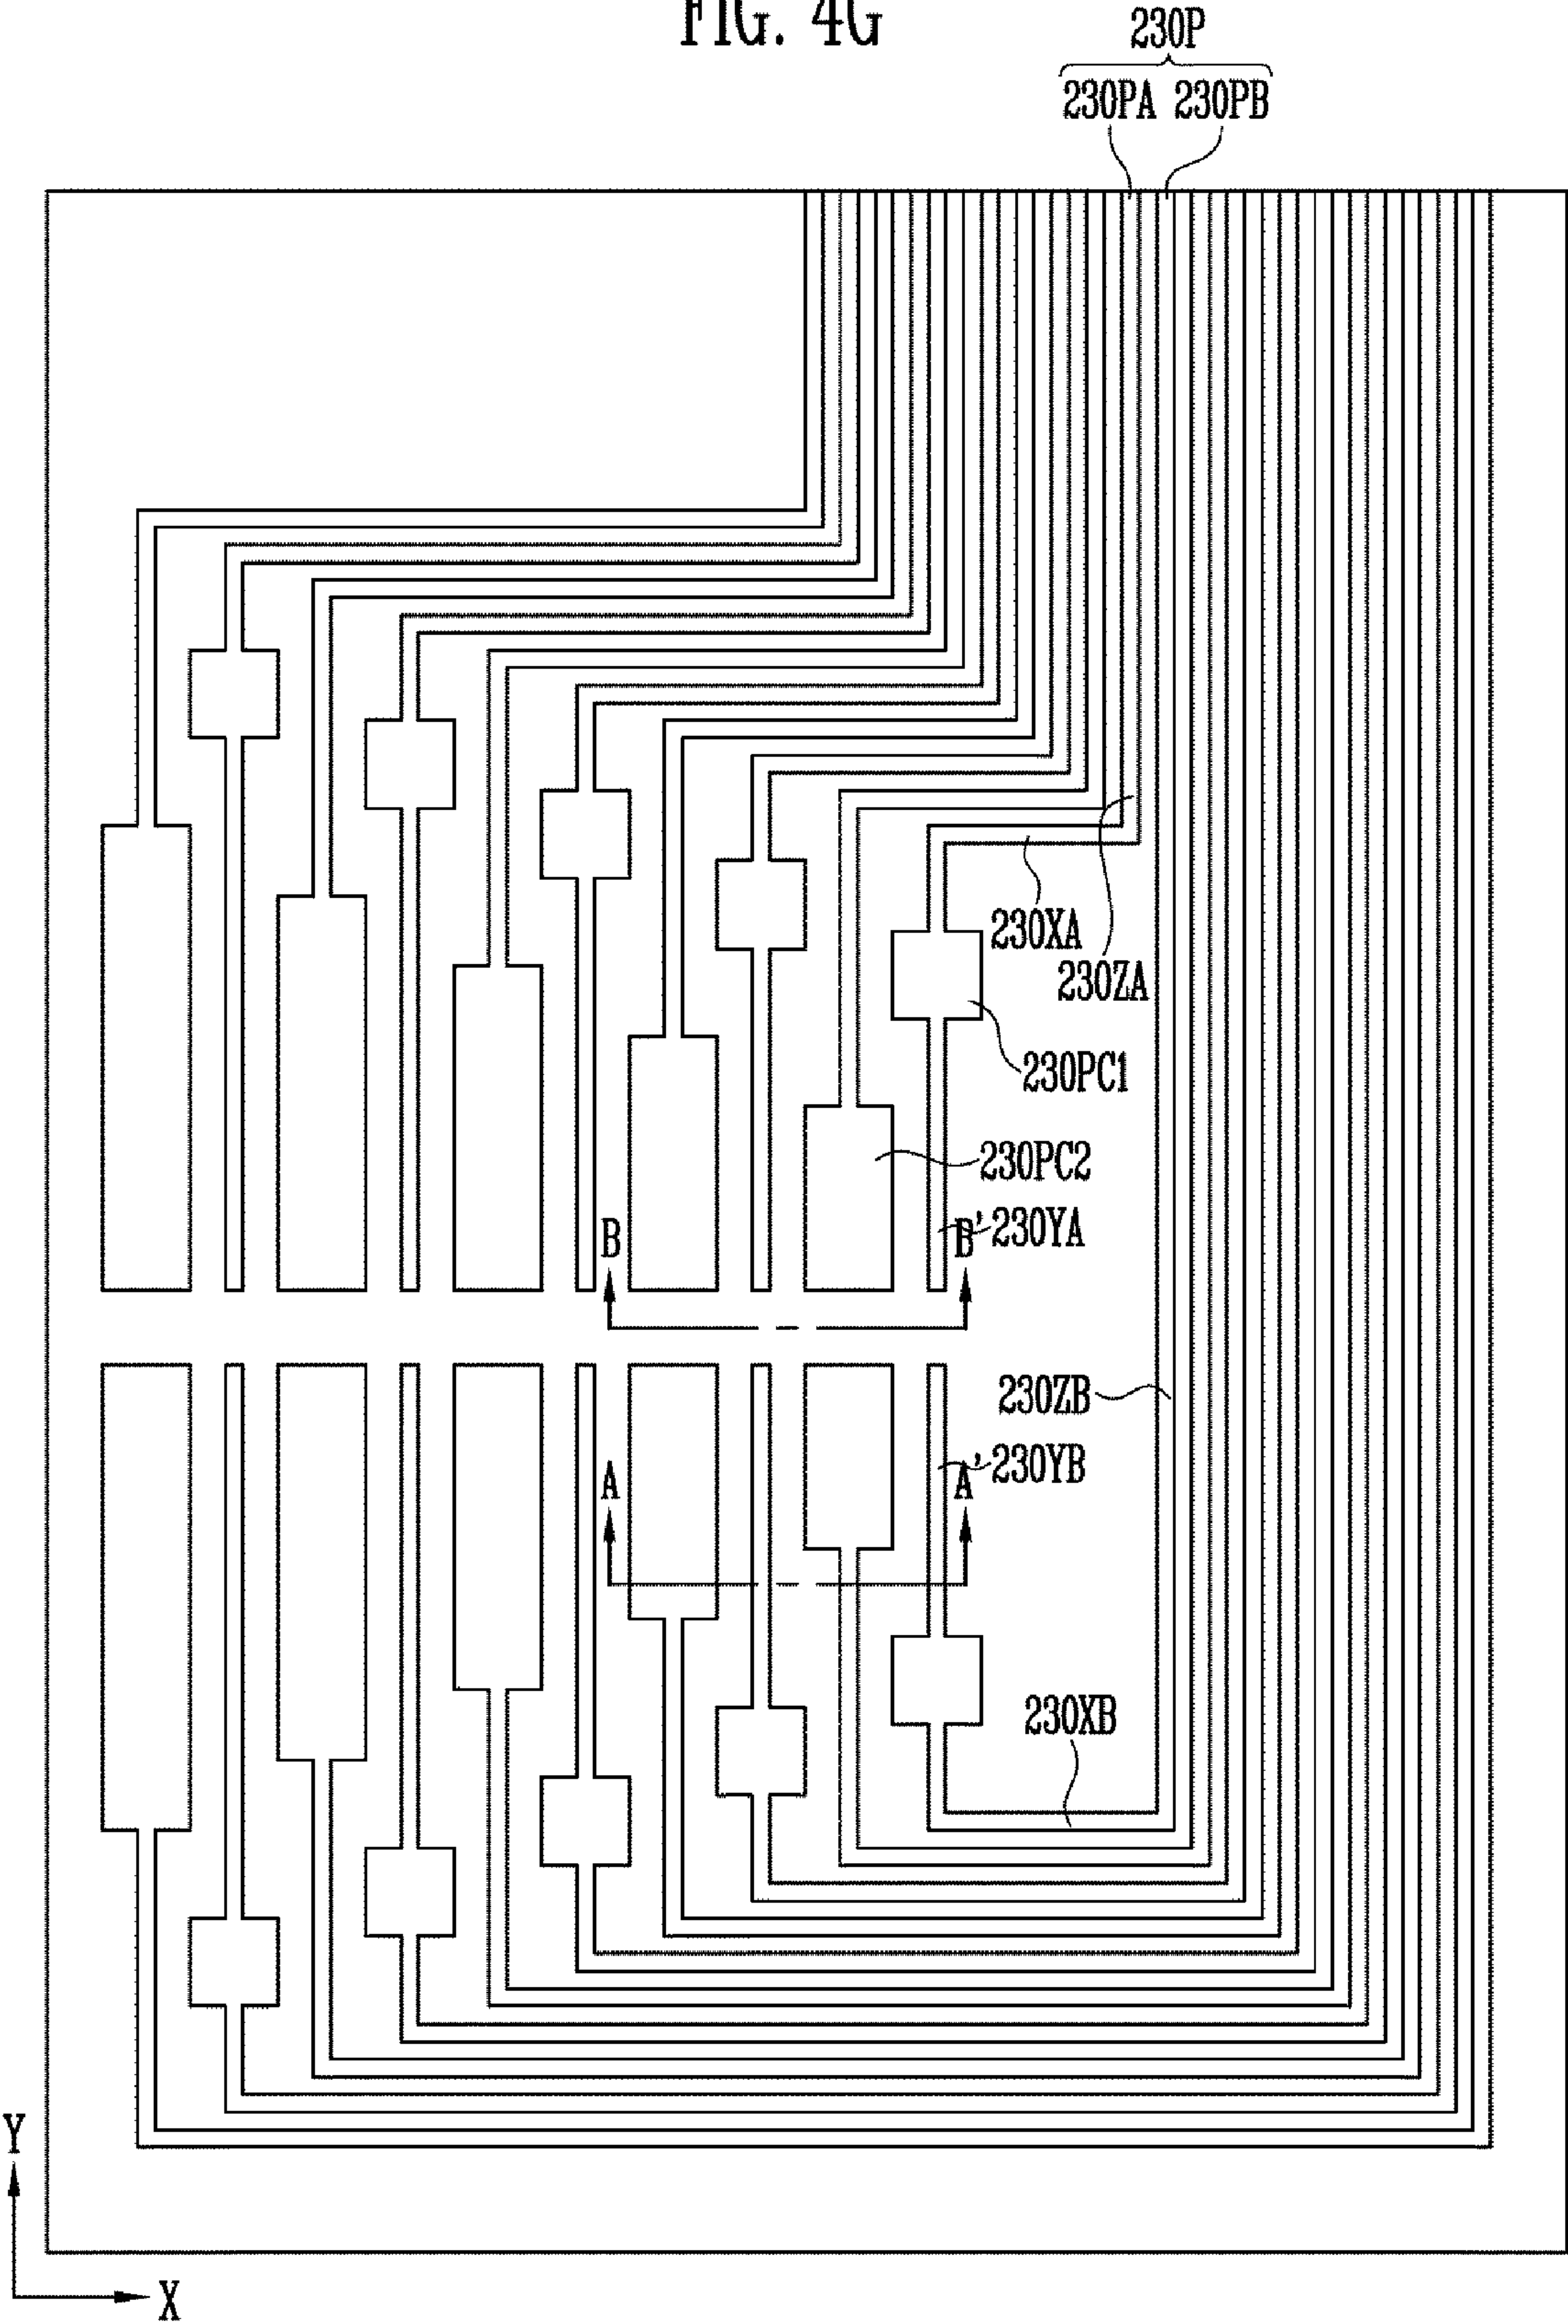 FIG. 4G
230P
230PA 230PB
230XA
230ZA
230PC1
230PC2
B B' 230YA
230ZB
A A' 230YB
230XB
Y
X